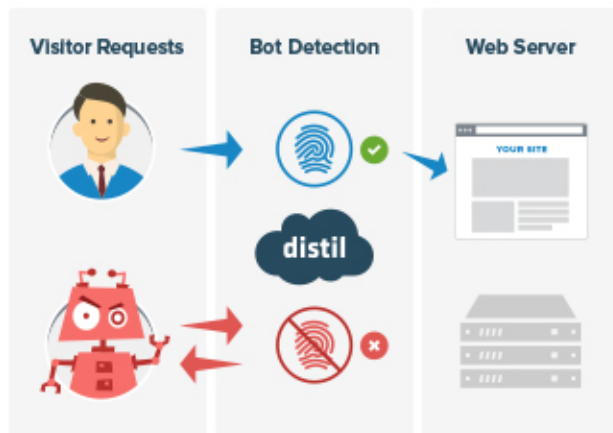 Visitor Requests
Bot Detection
Web Server
YOUR SITE
distil